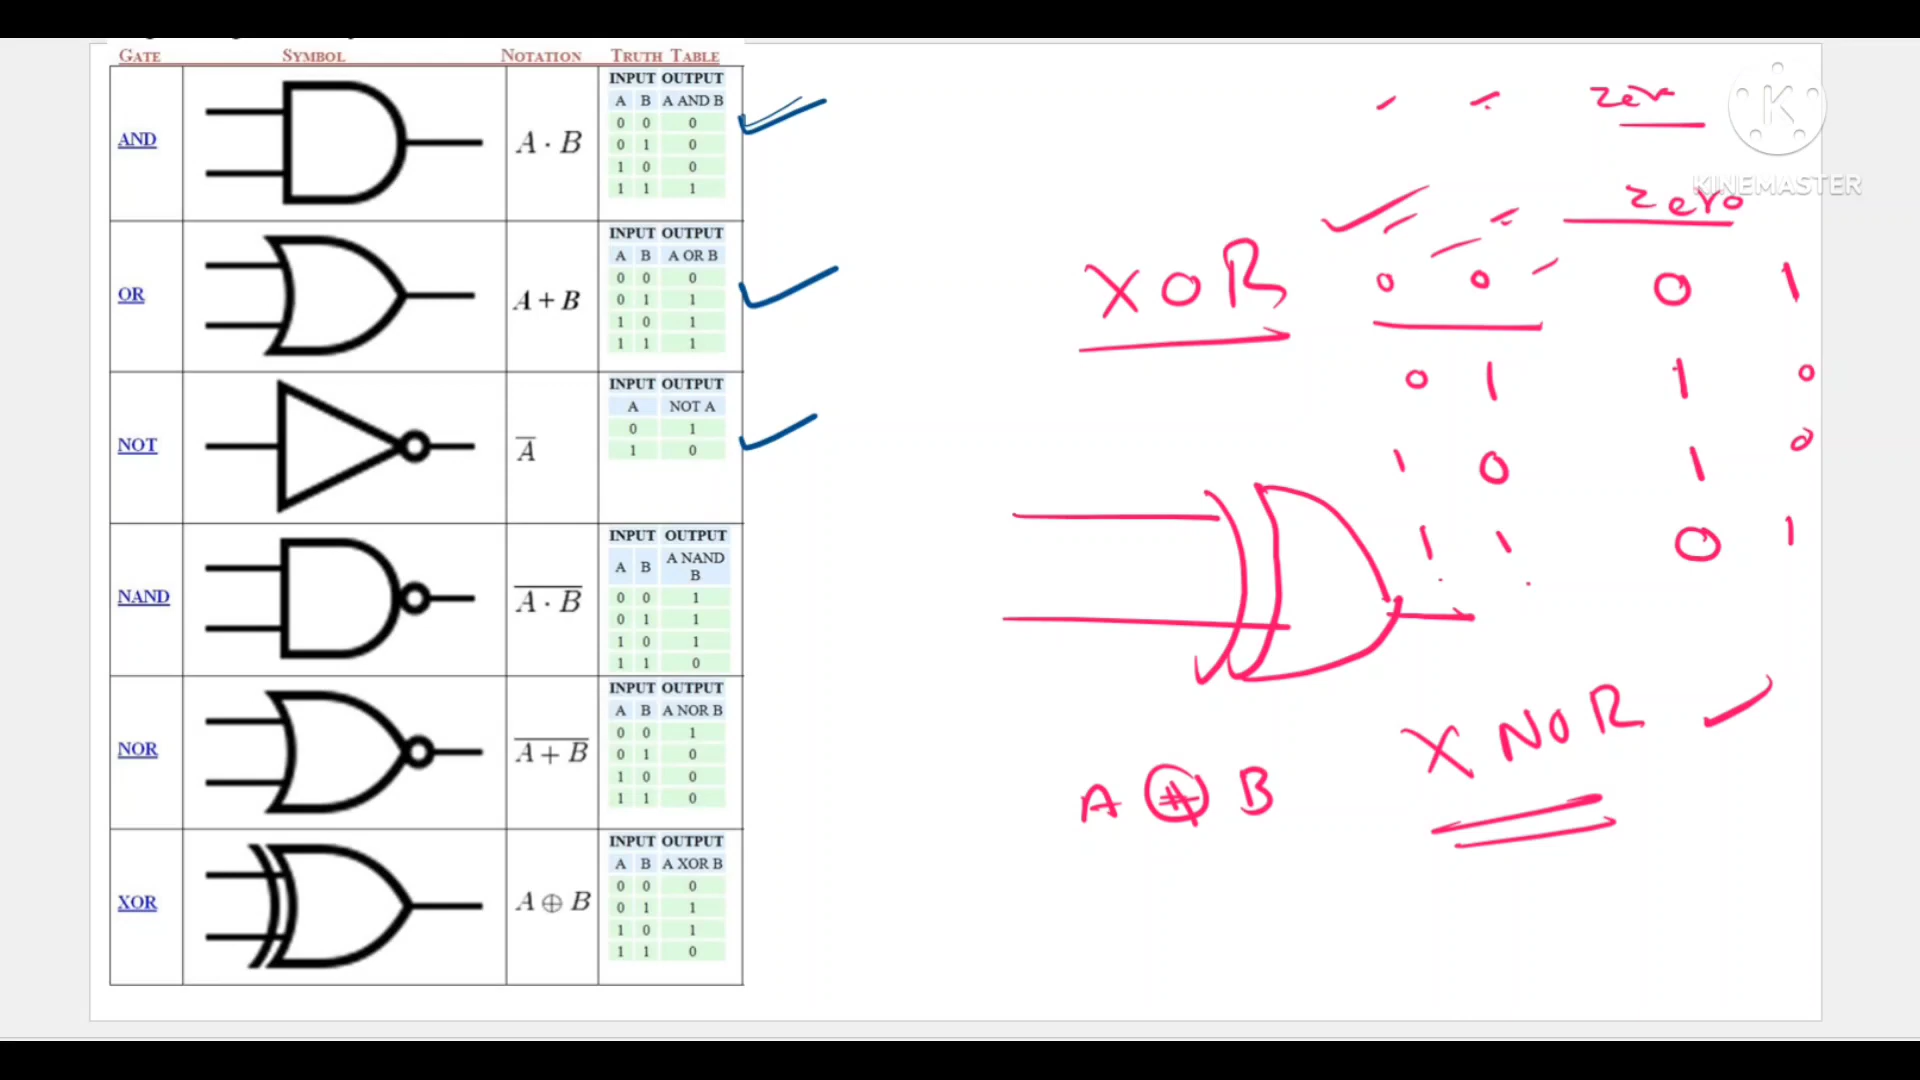 GATE SYMBOL NOTATION TRUTH TABLE
AND
A · B
INPUT OUTPUT
A B A AND B
0 0 0
0 1 0
1 0 0
1 1 1
OR
A + B
INPUT OUTPUT
A B A OR B
0 0 0
0 1 1
1 0 1
1 1 1
NOT
A̅
INPUT OUTPUT
A NOT A
0 1
1 0
NAND
A̅ ̅·̅ ̅B̅
INPUT OUTPUT
A B A NAND B
0 0 1
0 1 1
1 0 1
1 1 0
NOR
A̅ ̅+̅ ̅B̅
INPUT OUTPUT
A B A NOR B
0 0 1
0 1 0
1 0 0
1 1 0
XOR
A ⊕ B
INPUT OUTPUT
A B A XOR B
0 0 0
0 1 1
1 0 1
1 1 0
zero
zero
XOR
0 0 0 1
0 1 1 0
1 0 1 0
1 1 0 1
XNOR
A ⊕ B
K
KINEMASTER